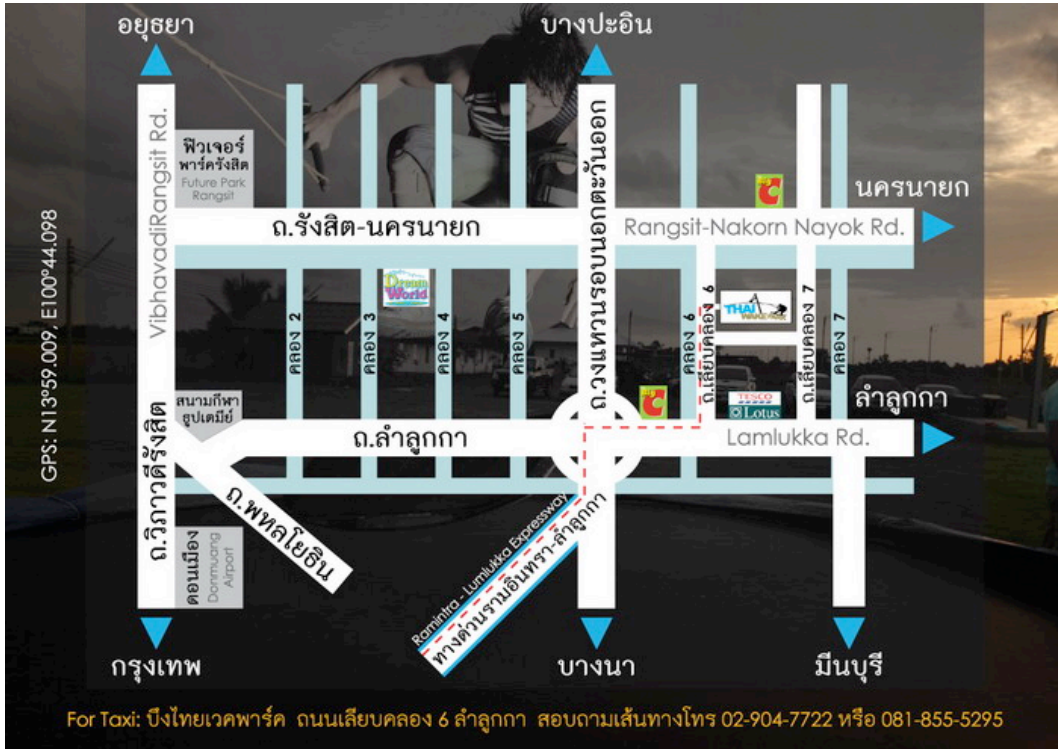 อยุธยา
บางปะอิน
VibhavadiRangsit Rd.
ฟิวเจอร์
พาร์ครังสิต
Future Park
Rangsit
ถ.วงแหวนรอบนอกตะวันออก
Big
C
นครนายก
ถ.รังสิต-นครนายก
Rangsit-Nakorn Nayok Rd.
Dream
World
THAI
WAKEPARK
คลอง 2
คลอง 3
คลอง 4
คลอง 5
คลอง 6
ถ.เลียบคลอง 6
ถ.เลียบคลอง 7
คลอง 7
GPS: N13°59.009, E100°44.098
สนามกีฬา
ธูปเตมีย์
Big
C
TESCO
Lotus
ลำลูกกา
ถ.ลำลูกกา
Lamlukka Rd.
ถ.วิภาวดีรังสิต
ถ.พหลโยธิน
ดอนเมือง
Donmuang
Airport
Ramintra - Lumlukka Expressway
ทางด่วนรามอินทรา-ลำลูกกา
กรุงเทพ
บางนา
มีนบุรี
For Taxi: บึงไทยเวคพาร์ค ถนนเลียบคลอง 6 ลำลูกกา สอบถามเส้นทางโทร 02-904-7722 หรือ 081-855-5295